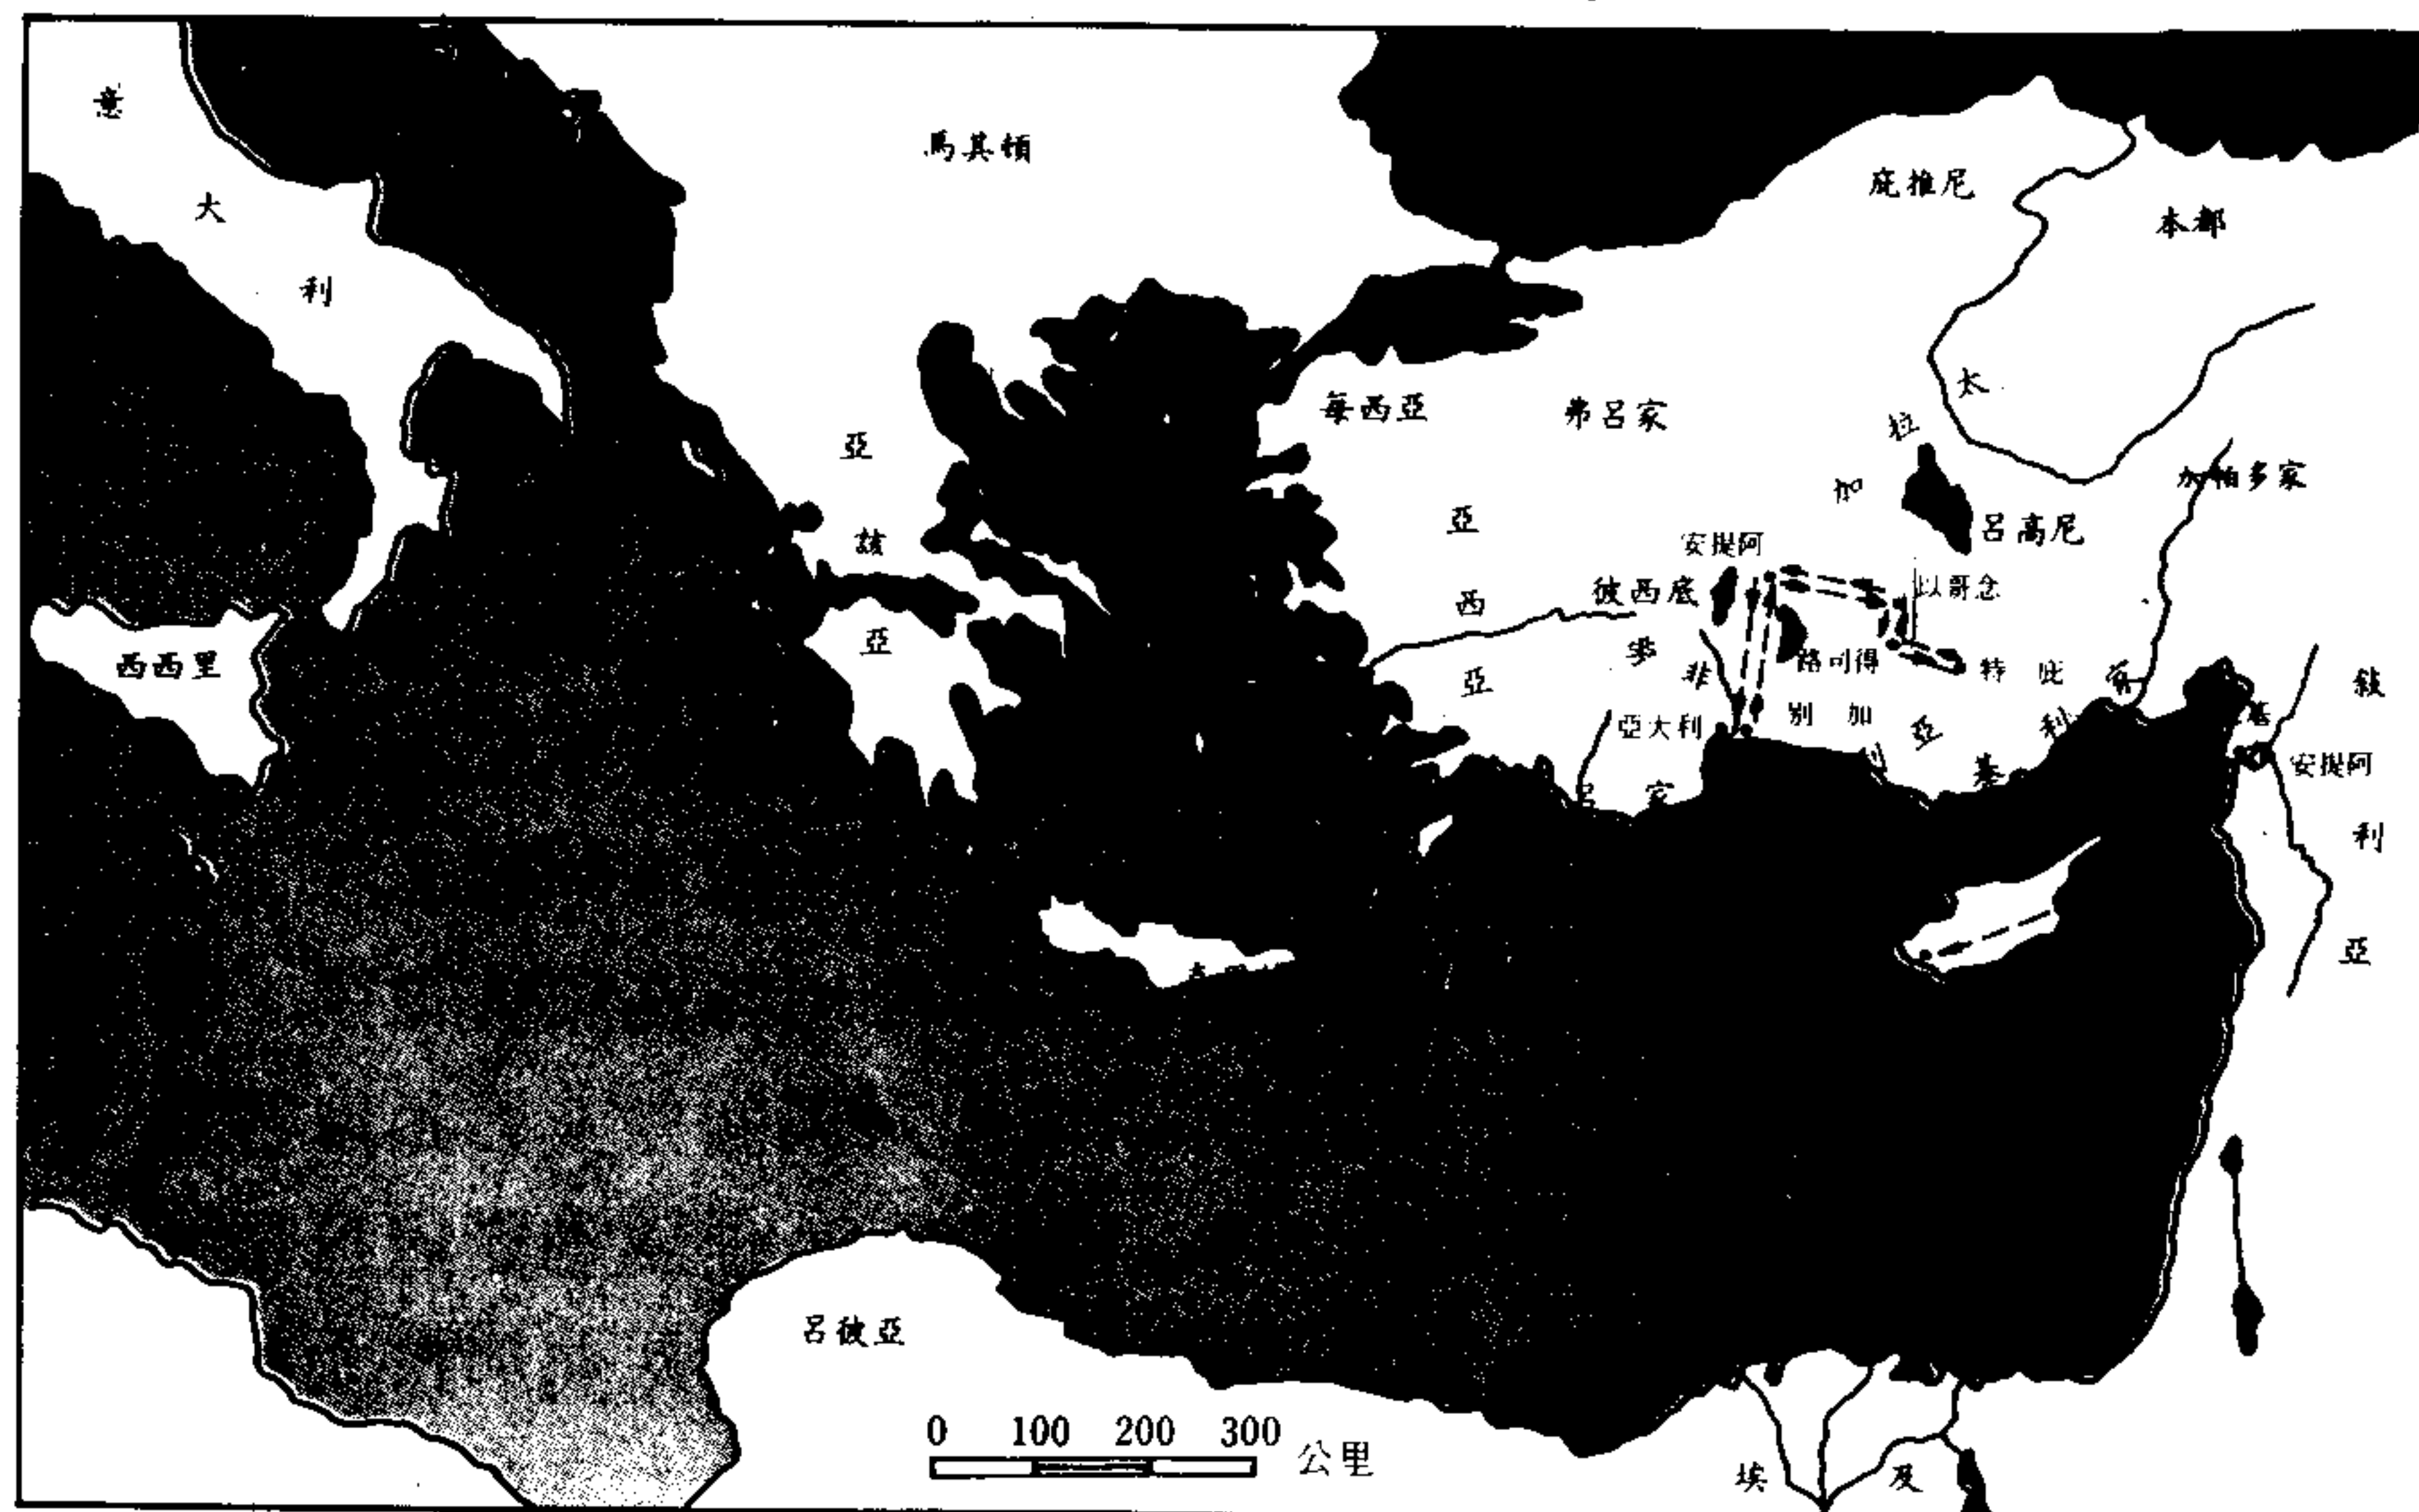 意大利
馬其頓
庇推尼
本都
每西亞
弗呂家
加拉太
加帕多家
亞該亞
亞西亞
呂高尼
安提阿
彼西底
以哥念
西西里
旁非利亞
路司得
特庇
亞大利
別加
基利家
呂家
敍利亞
安提阿
呂彼亞
0 100 200 300 公里
埃及